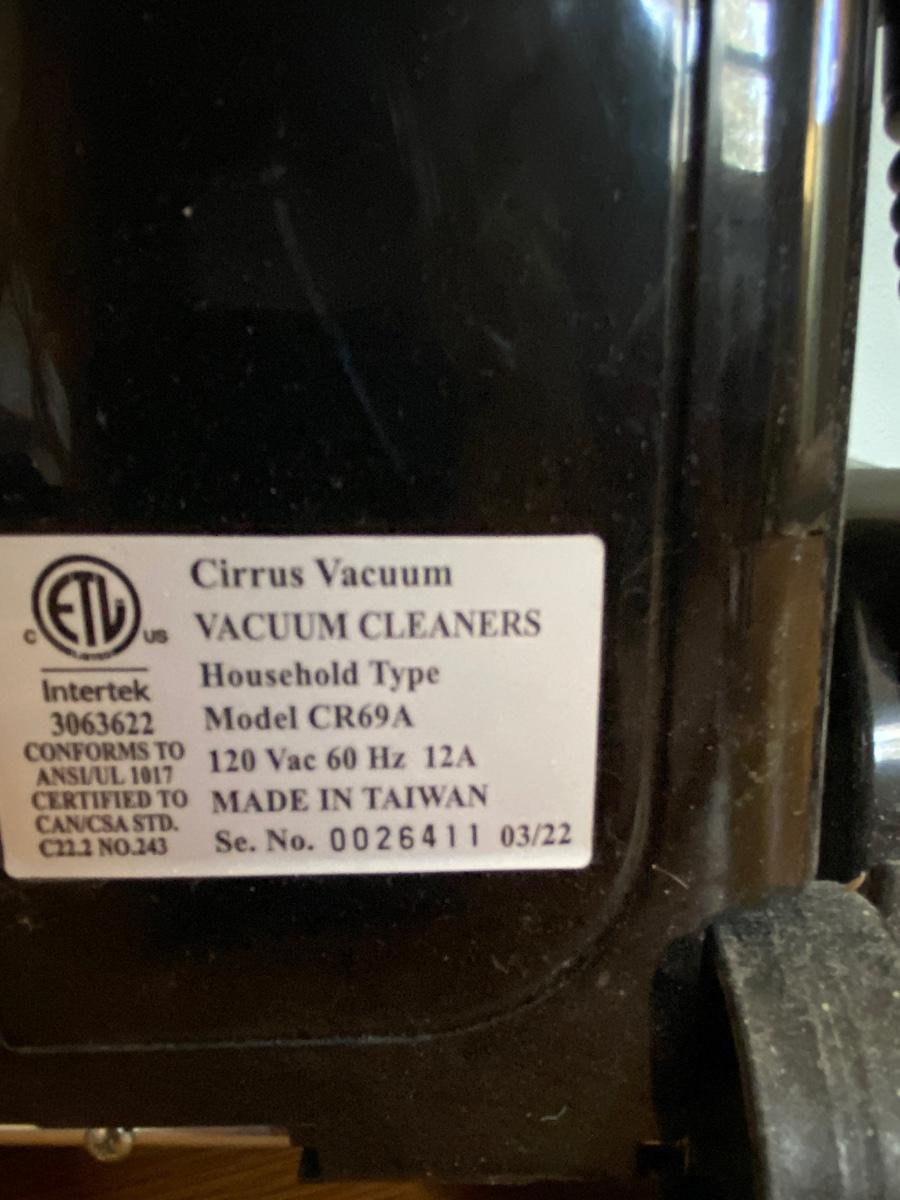 ETL
C US
LISTED
Intertek
3063622
CONFORMS TO
ANSI/UL 1017
CERTIFIED TO
CAN/CSA STD.
C22.2 NO.243
Cirrus Vacuum
VACUUM CLEANERS
Household Type
Model CR69A
120 Vac 60 Hz 12A
MADE IN TAIWAN
Se. No. 0026411 03/22